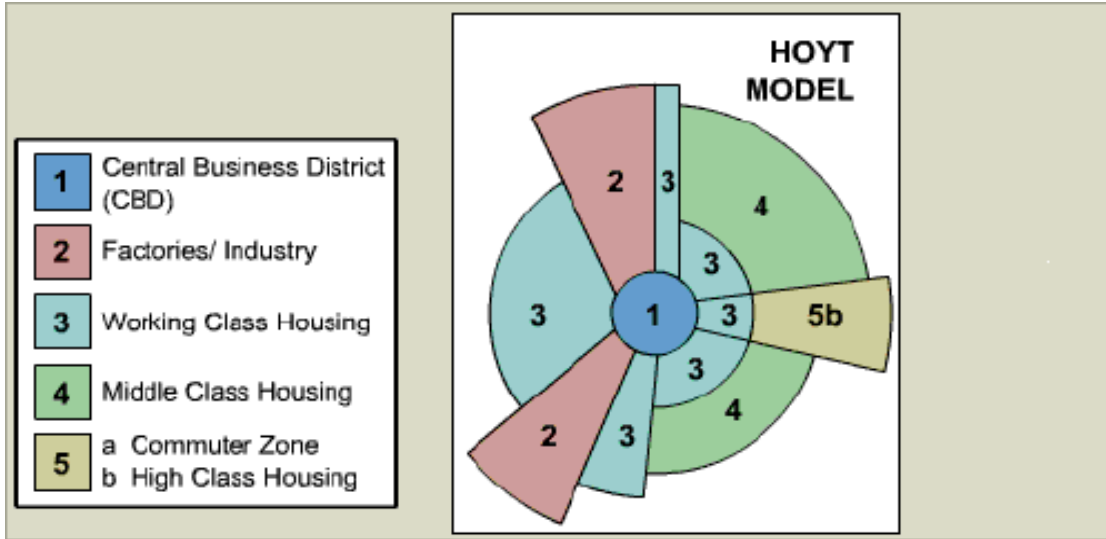 HOYT
MODEL
1 Central Business District
(CBD)
2 Factories/ Industry
3 Working Class Housing
4 Middle Class Housing
5 a Commuter Zone
b High Class Housing
2
3
4
3
3
1
3
5b
3
4
2
3